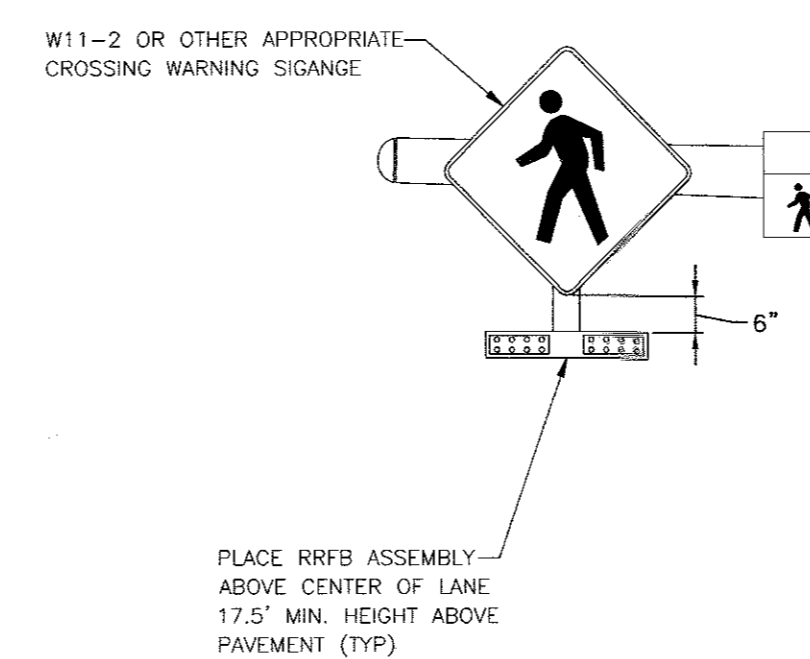 W11-2 OR OTHER APPROPRIATE
CROSSING WARNING SIGANGE
6"
PLACE RRFB ASSEMBLY
ABOVE CENTER OF LANE
17.5' MIN. HEIGHT ABOVE
PAVEMENT (TYP)